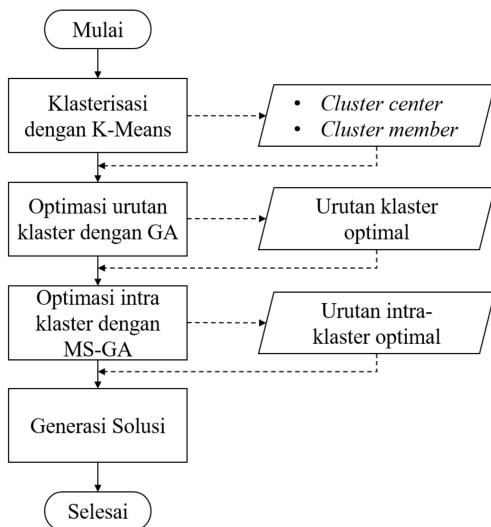 Mulai
Klasterisasi
dengan K-Means
• Cluster center
• Cluster member
Optimasi urutan
klaster dengan GA
Urutan klaster
optimal
Optimasi intra
klaster dengan
MS-GA
Urutan intra-
klaster optimal
Generasi Solusi
Selesai